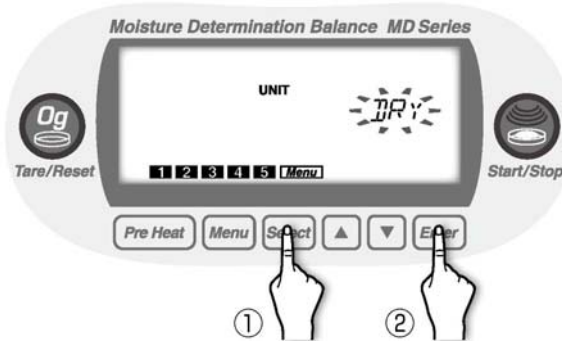 Moisture Determination Balance MD Series
UNIT
DRY
0g
Tare/Reset
Start/Stop
1 2 3 4 5 Menu
Pre Heat Menu Select ▲ ▼ Enter
① ②